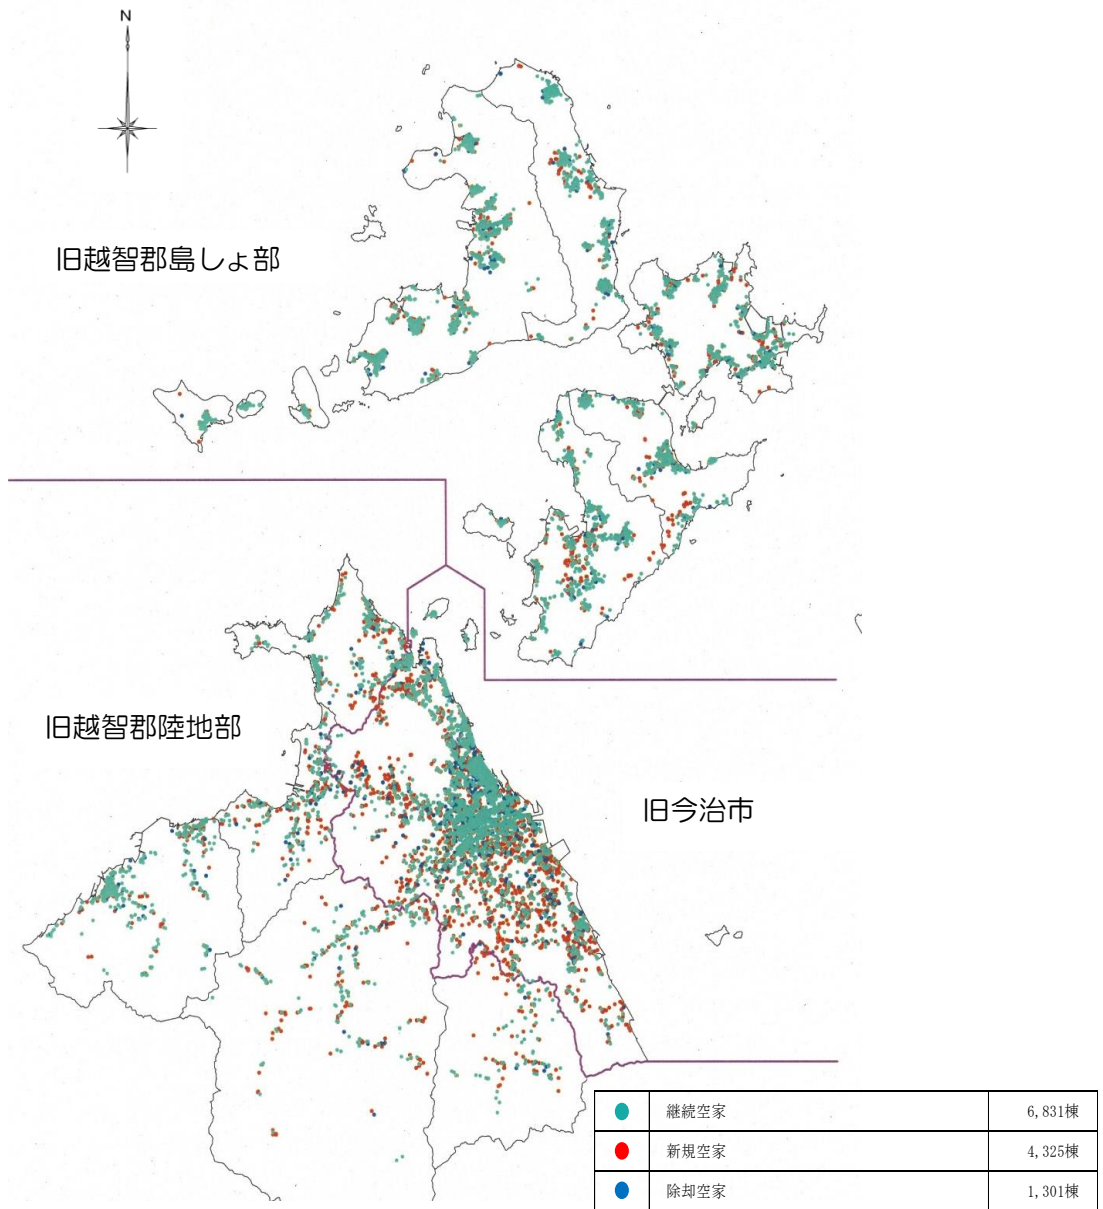 N
旧越智郡島しょ部
旧越智郡陸地部
旧今治市
継続空家 6,831棟
新規空家 4,325棟
除却空家 1,301棟